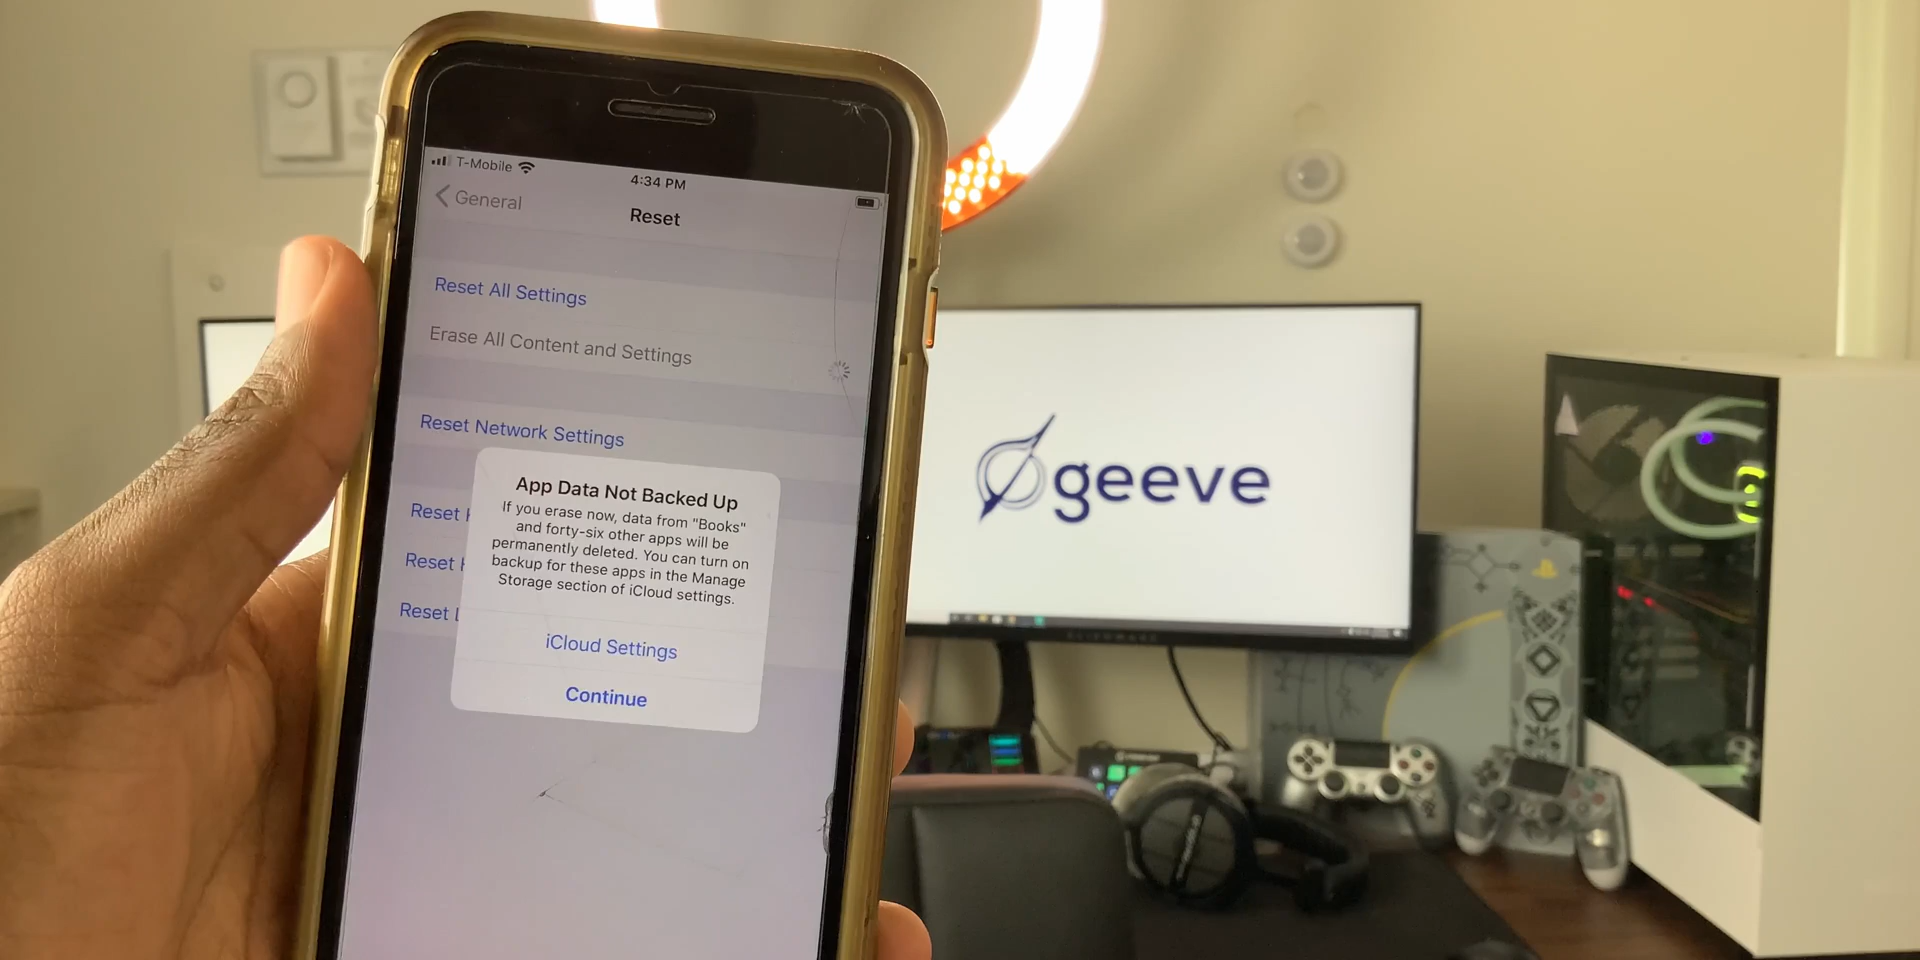 T-Mobile
4:34 PM
General
Reset
Reset All Settings
Erase All Content and Settings
Reset Network Settings
Reset
Reset
Reset
App Data Not Backed Up
If you erase now, data from "Books"
and forty-six other apps will be
permanently deleted. You can turn on
backup for these apps in the Manage
Storage section of iCloud settings.
iCloud Settings
Continue
geeve
ALIENWARE